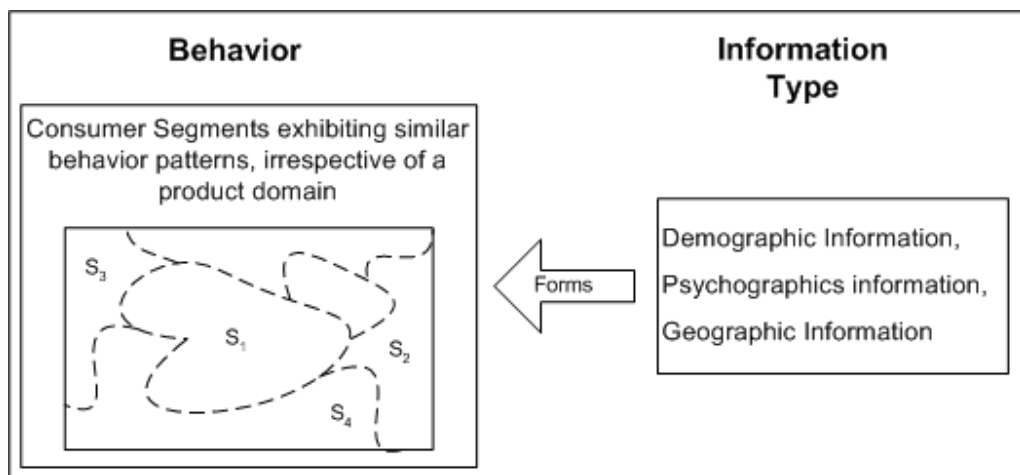 Behavior
Information
Type
Consumer Segments exhibiting similar
behavior patterns, irrespective of a
product domain
S₃
S₁
S₂
S₄
Forms
Demographic Information,
Psychographics information,
Geographic Information